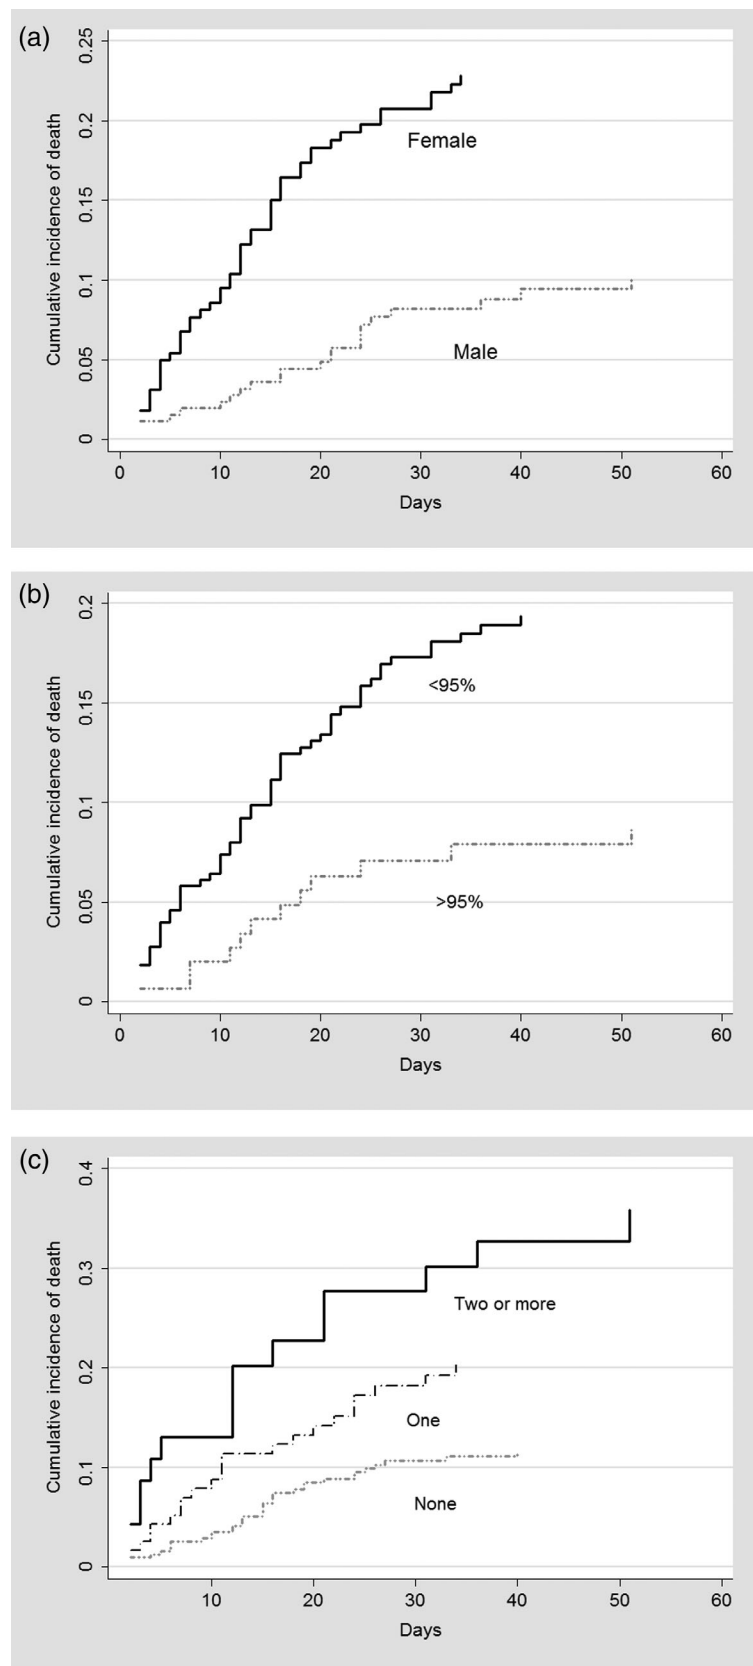 (a)
0.25
0.2
0.15
0.1
0.05
0
Cumulative incidence of death
Female
Male
0 10 20 30 40 50 60
Days
(b)
0.2
0.15
0.1
0.05
0
Cumulative incidence of death
<95%
>95%
0 10 20 30 40 50 60
Days
(c)
0.4
0.3
0.2
0.1
0
Cumulative incidence of death
Two or more
One
None
10 20 30 40 50 60
Days